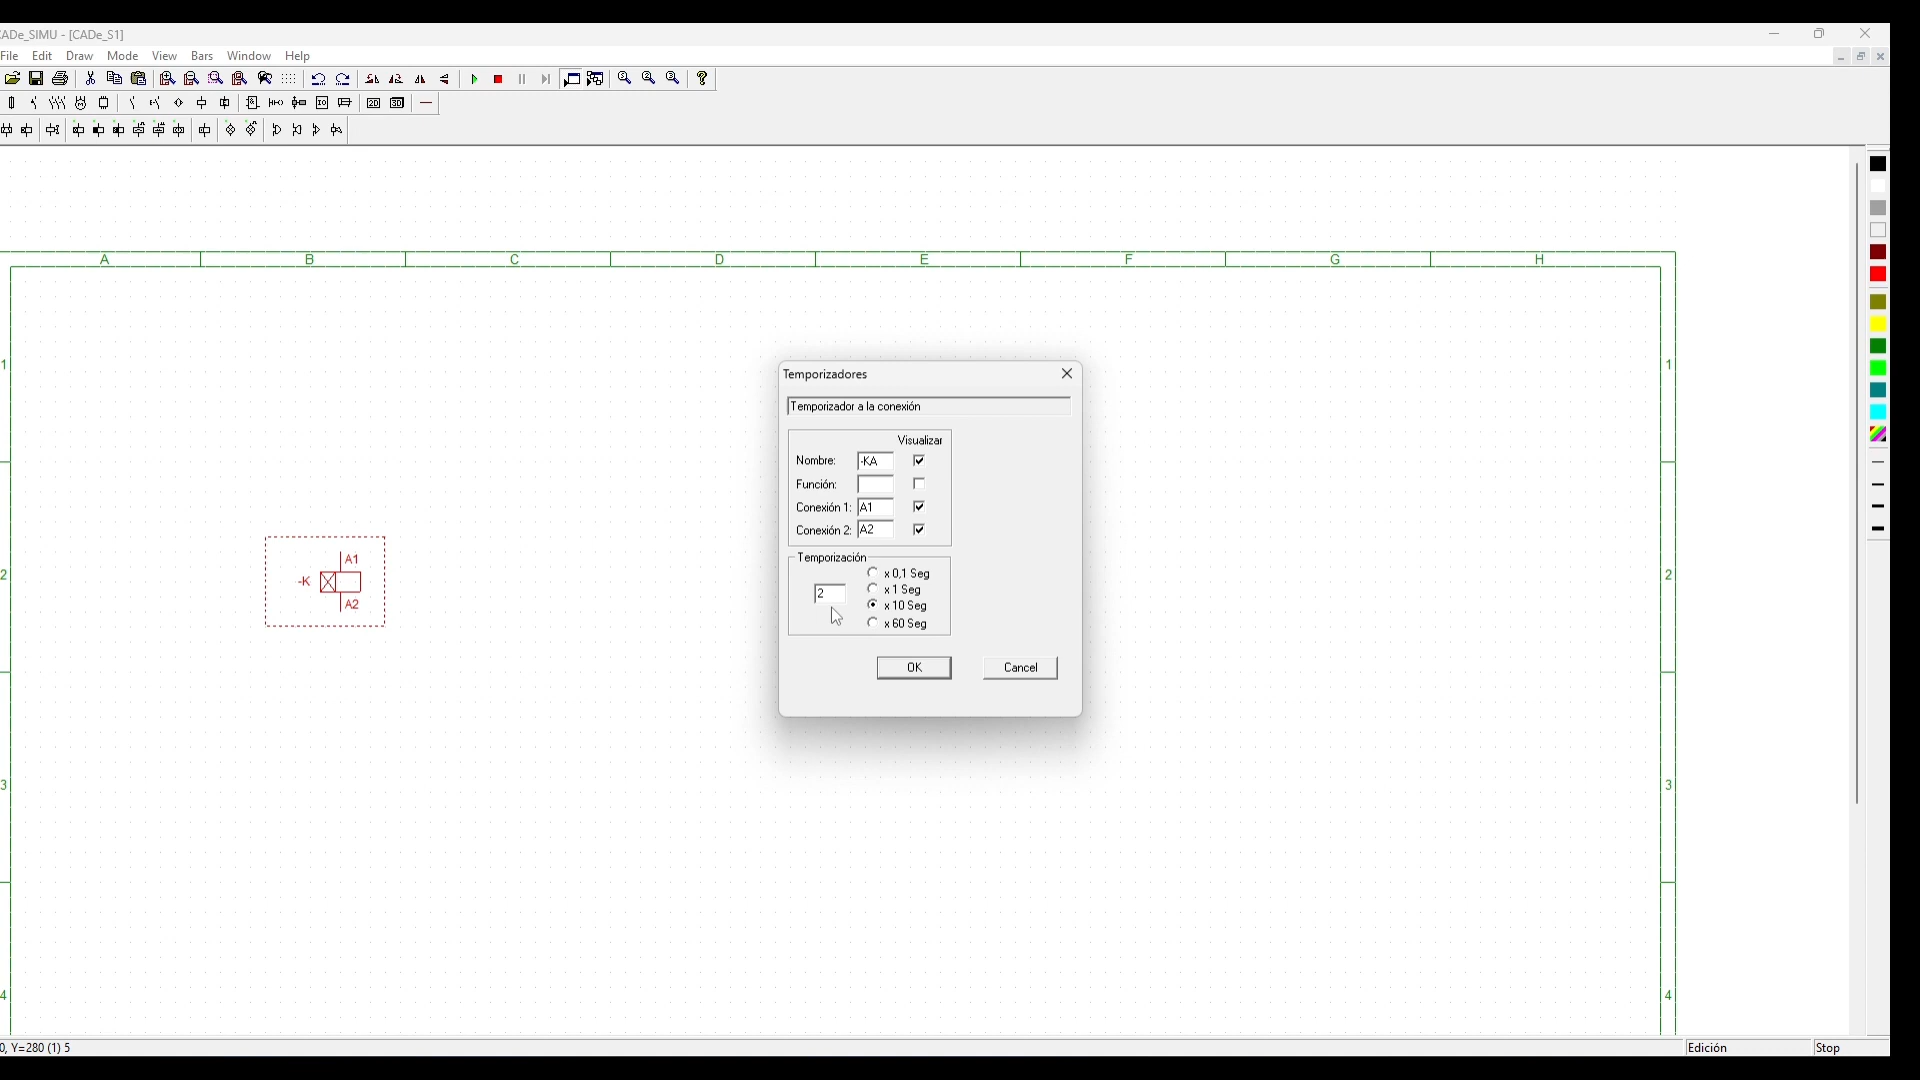 CADe_SIMU - [CADe_S1]
File Edit Draw Mode View Bars Window Help
A B C D E F G H
1 1
Temporizadores
Temporizador a la conexión
Visualizar
Nombre: -KA
Función:
Conexión 1: A1
Conexión 2: A2
A1
-K
A2
2 2
Temporización
x 0,1 Seg
2 x 1 Seg
x 10 Seg
x 60 Seg
OK Cancel
3 3
4 4
0, Y=280 (1) 5 Edición Stop